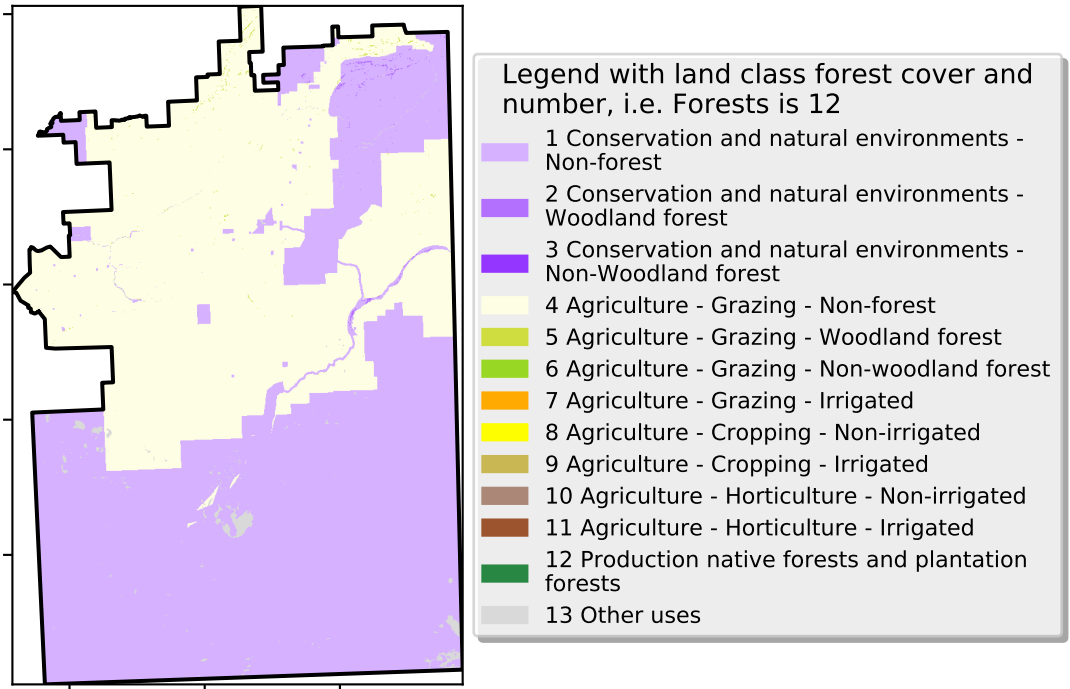 Legend with land class forest cover and
number, i.e. Forests is 12
1 Conservation and natural environments -
Non-forest
2 Conservation and natural environments -
Woodland forest
3 Conservation and natural environments -
Non-Woodland forest
4 Agriculture - Grazing - Non-forest
5 Agriculture - Grazing - Woodland forest
6 Agriculture - Grazing - Non-woodland forest
7 Agriculture - Grazing - Irrigated
8 Agriculture - Cropping - Non-irrigated
9 Agriculture - Cropping - Irrigated
10 Agriculture - Horticulture - Non-irrigated
11 Agriculture - Horticulture - Irrigated
12 Production native forests and plantation
forests
13 Other uses